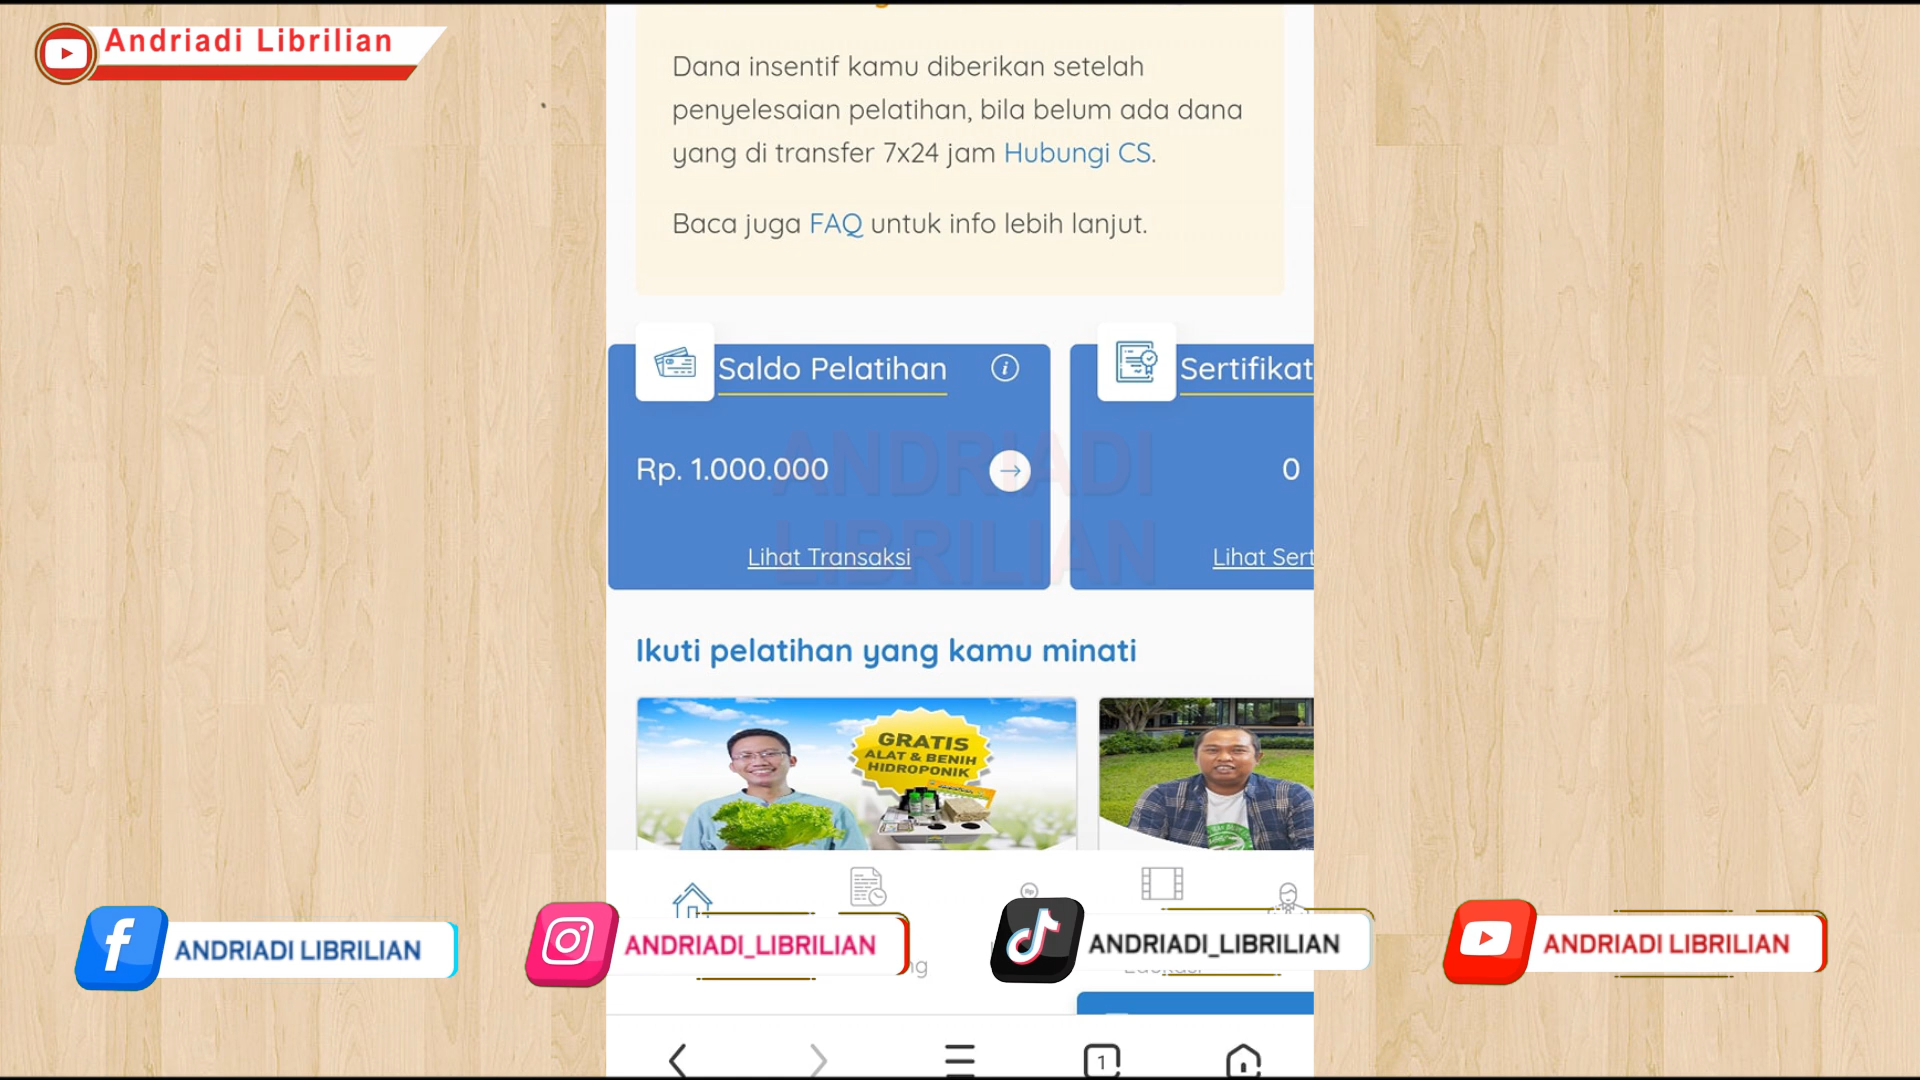 Andriadi Librilian
Dana insentif kamu diberikan setelah
penyelesaian pelatihan, bila belum ada dana
yang di transfer 7x24 jam Hubungi CS.
Baca juga FAQ untuk info lebih lanjut.
Saldo Pelatihan
Sertifikat
Rp. 1.000.000
0
ANDRIADI
LIBRILIAN
Lihat Transaksi
Lihat Sert
Ikuti pelatihan yang kamu minati
GRATIS
ALAT & BENIH
HIDROPONIK
ANDRIADI LIBRILIAN
ANDRIADI_LIBRILIAN
ANDRIADI_LIBRILIAN
ANDRIADI LIBRILIAN
1